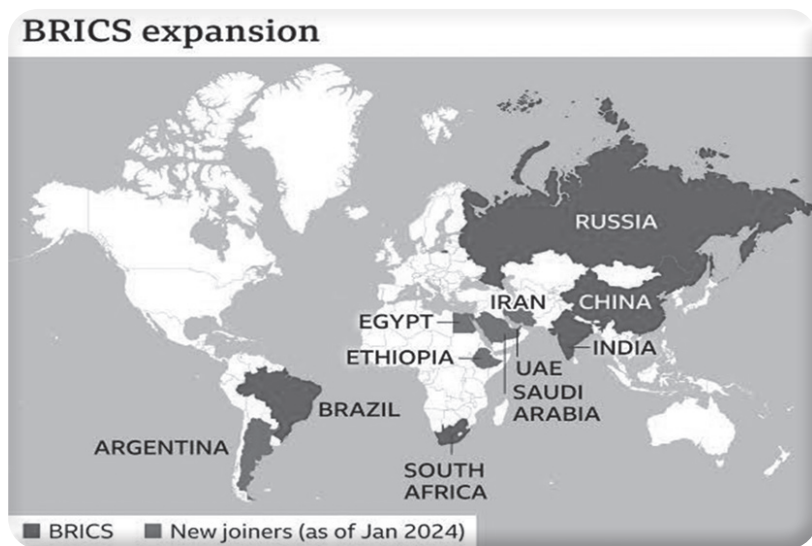 BRICS expansion
RUSSIA
IRAN
CHINA
EGYPT
INDIA
ETHIOPIA
UAE
SAUDI
ARABIA
BRAZIL
ARGENTINA
SOUTH
AFRICA
BRICS
New joiners (as of Jan 2024)